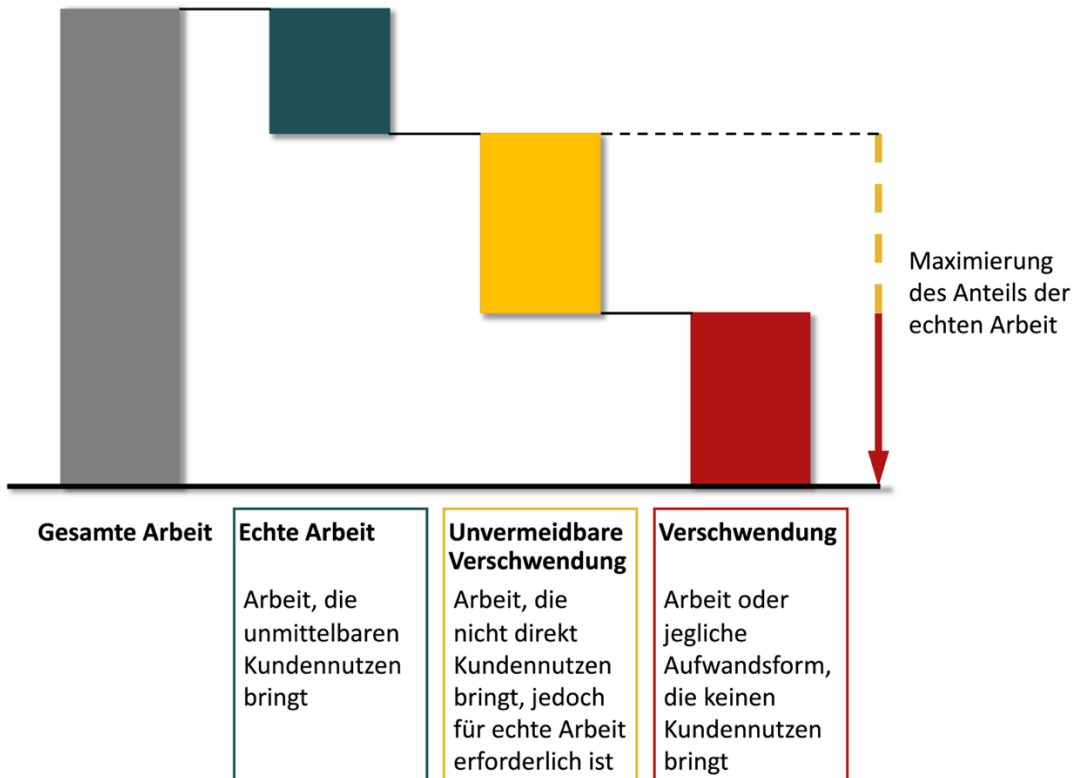 Maximierung
des Anteils der
echten Arbeit
Gesamte Arbeit
Echte Arbeit
Arbeit, die
unmittelbaren
Kundennutzen
bringt
Unvermeidbare
Verschwendung
Arbeit, die
nicht direkt
Kundennutzen
bringt, jedoch
für echte Arbeit
erforderlich ist
Verschwendung
Arbeit oder
jegliche
Aufwandsform,
die keinen
Kundennutzen
bringt